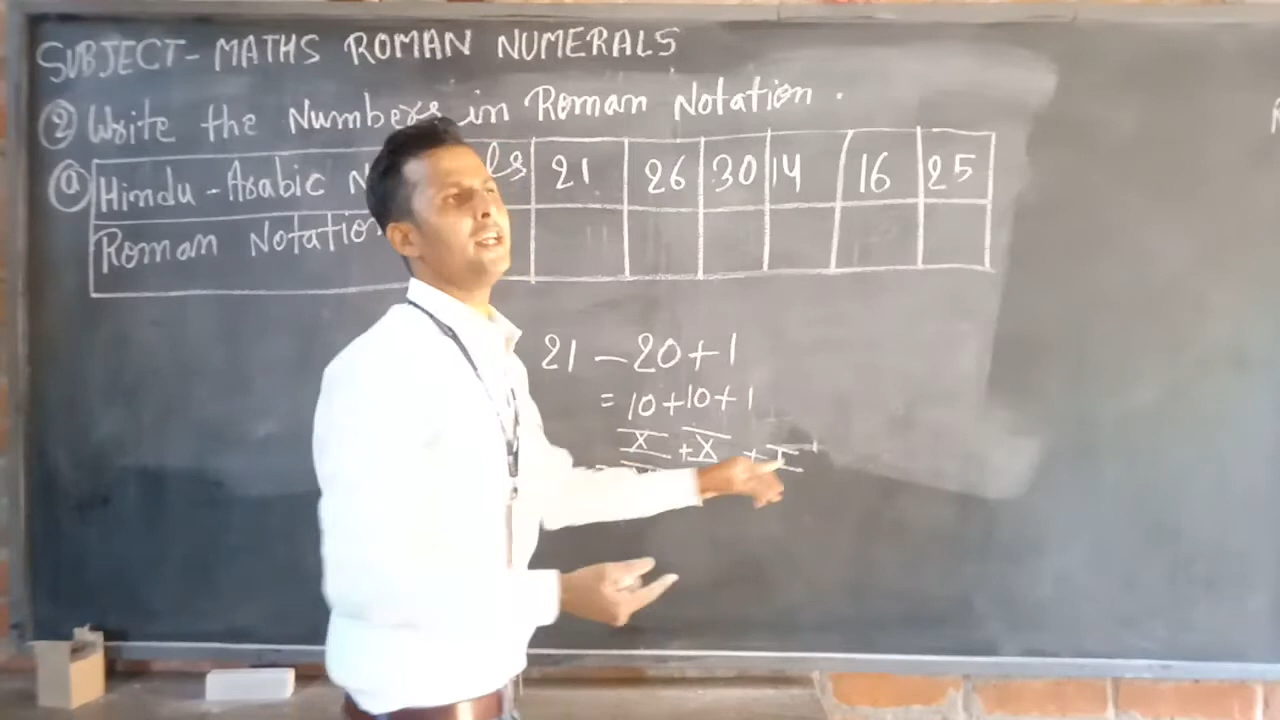 SUBJECT- MATHS ROMAN NUMERALS
② Write the Numbers in Roman Notation.
ⓐ Hindu-Arabic 21 26 30 14 16 25
Roman Notation
21 - 20+1
= 10+10+1
X + X + I